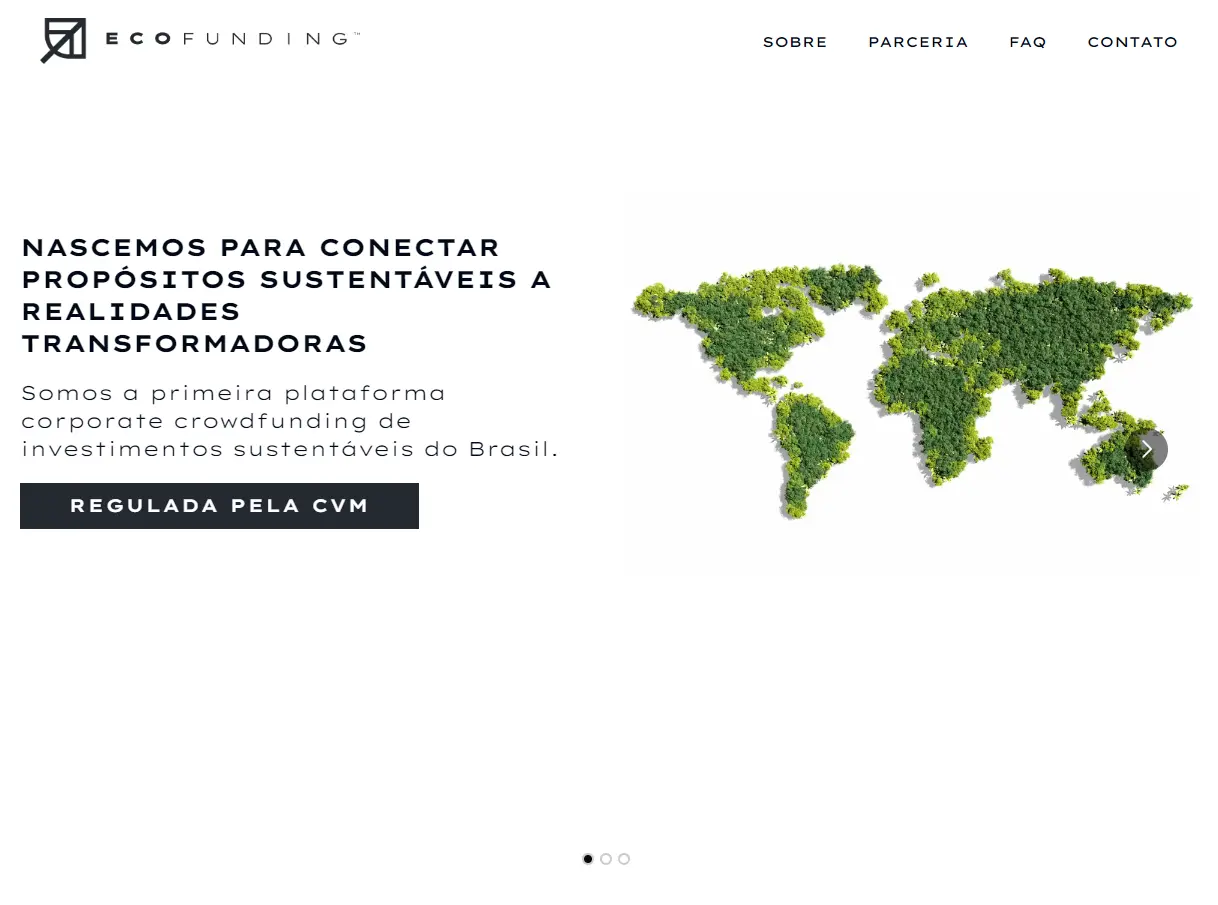 ECOFUNDING™
SOBRE
PARCERIA
FAQ
CONTATO
NASCEMOS PARA CONECTAR
PROPÓSITOS SUSTENTÁVEIS A
REALIDADES
TRANSFORMADORAS
Somos a primeira plataforma
corporate crowdfunding de
investimentos sustentáveis do Brasil.
REGULADA PELA CVM